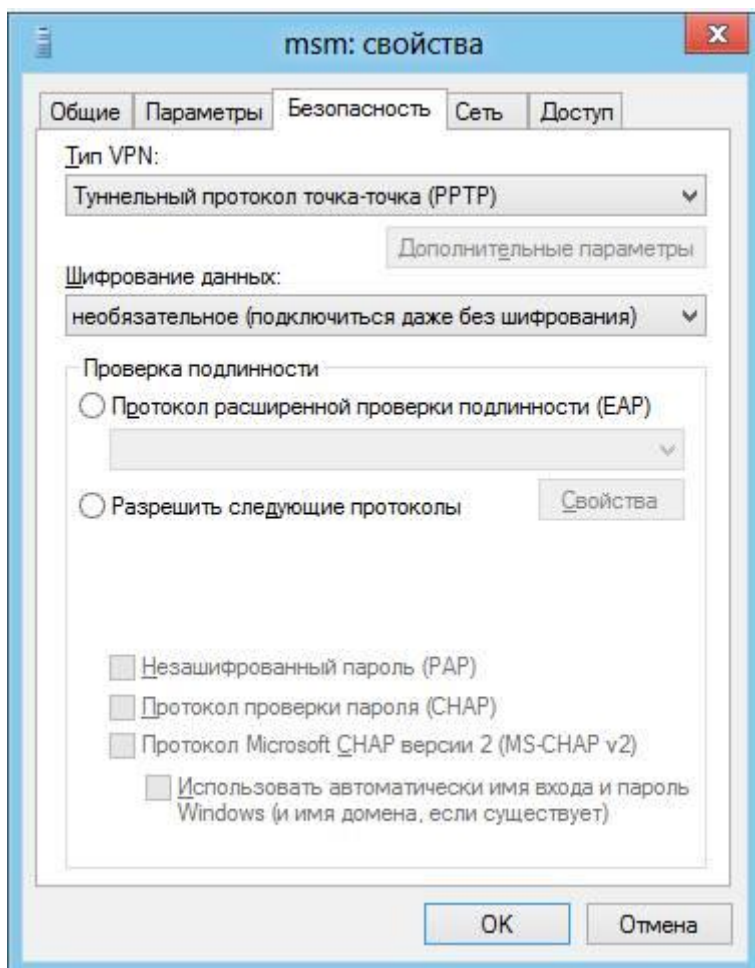 msm: свойства
Общие Параметры Безопасность Сеть Доступ
Тип VPN:
Туннельный протокол точка-точка (PPTP)
Дополнительные параметры
Шифрование данных:
необязательное (подключиться даже без шифрования)
Проверка подлинности
Протокол расширенной проверки подлинности (EAP)
Разрешить следующие протоколы Свойства
Незашифрованный пароль (PAP)
Протокол проверки пароля (CHAP)
Протокол Microsoft CHAP версии 2 (MS-CHAP v2)
Использовать автоматически имя входа и пароль
Windows (и имя домена, если существует)
OK Отмена